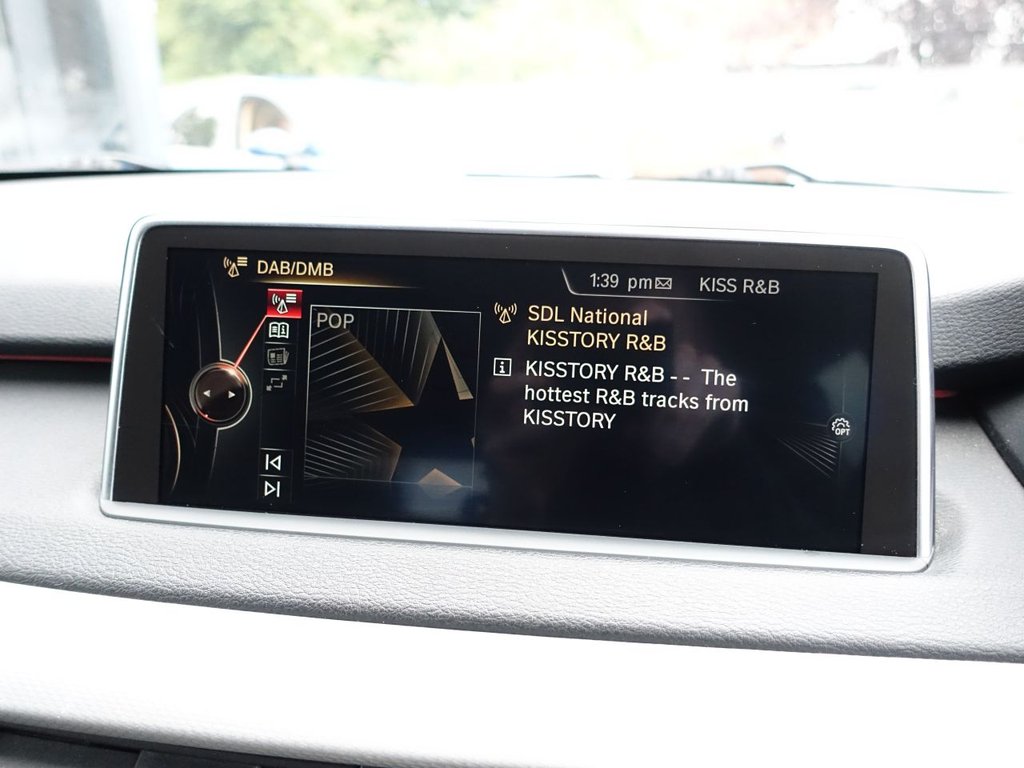 DAB/DMB
1:39 pm
KISS R&B
POP
SDL National
KISSTORY R&B
KISSTORY R&B - - The
hottest R&B tracks from
KISSTORY
OPT